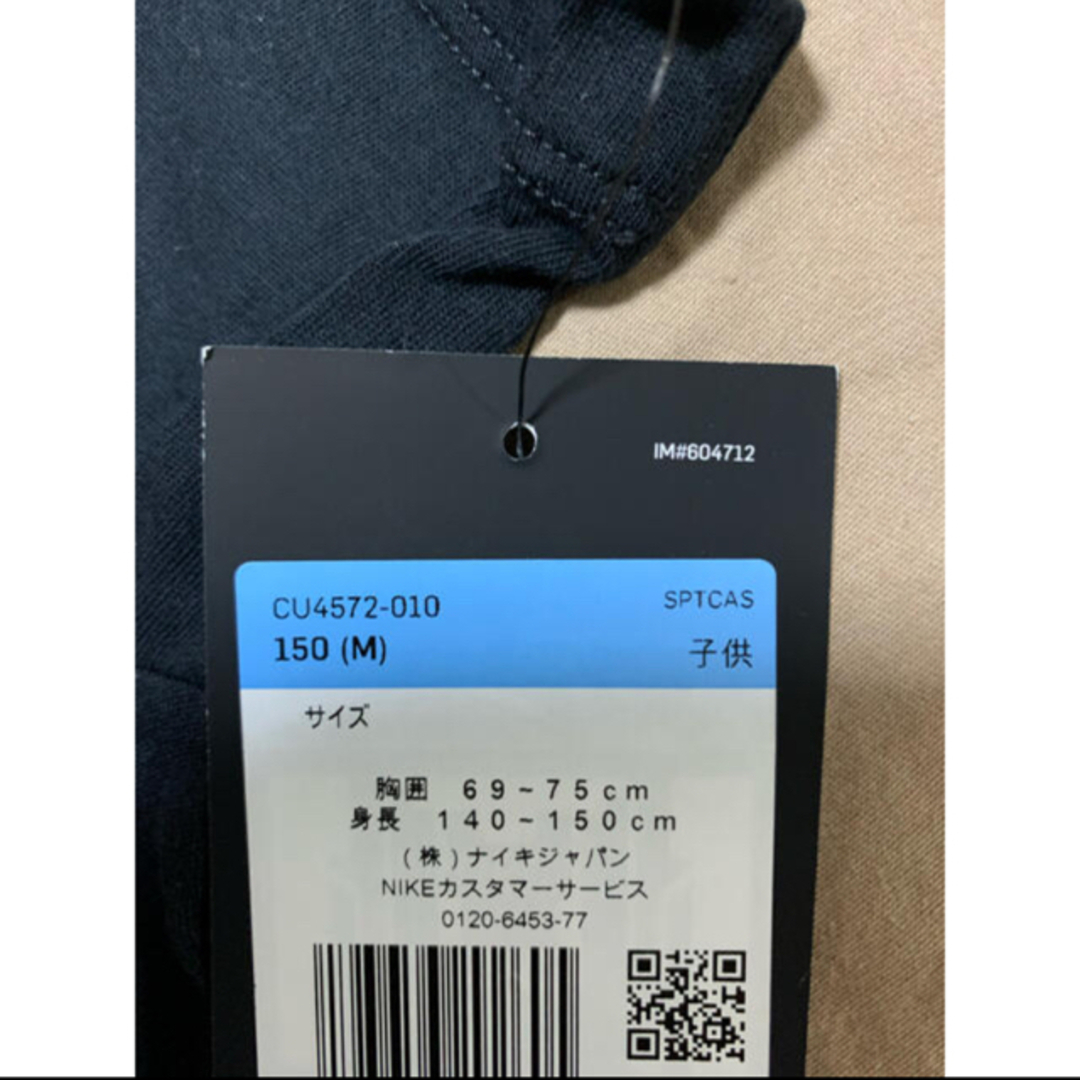 IM#604712
CU4572-010
SPTCAS
150 (M)
子供
サイズ
胸囲 69~75cm
身長 140~150cm
(株)ナイキジャパン
NIKEカスタマーサービス
0120-6453-77